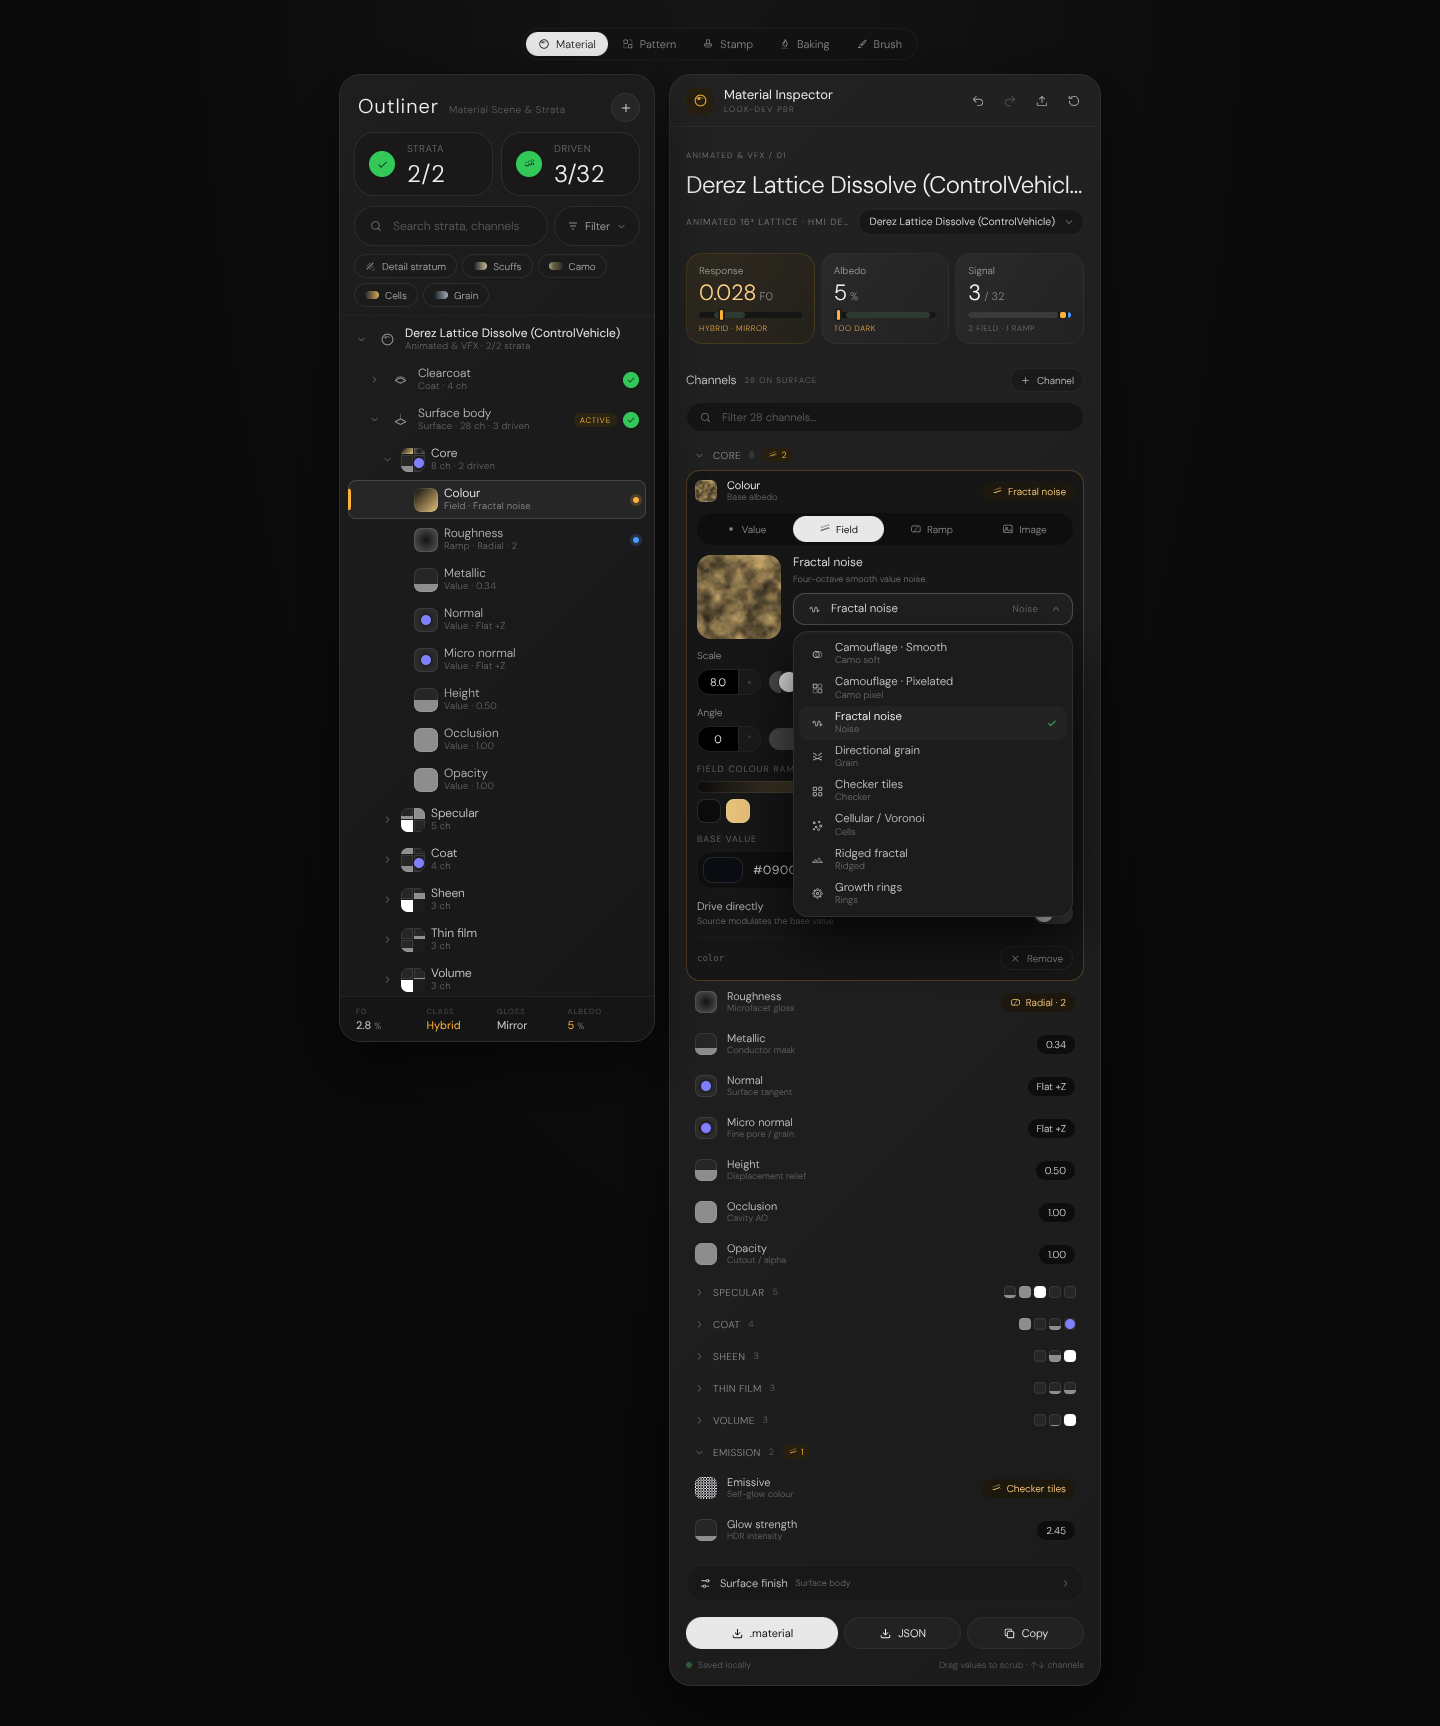 Material
Pattern
Stamp
Baking
Brush
Outliner
Material Scene & Strata
STRATA
2/2
DRIVEN
3/32
Search strata, channels
Filter
Detail stratum
Scuffs
Camo
Cells
Grain
Derez Lattice Dissolve (ControlVehicle)
Animated & VFX · 2/2 strata
Clearcoat
Coat · 4 ch
Surface body
Surface · 28 ch · 3 driven
ACTIVE
Core
8 ch · 2 driven
Colour
Field · Fractal noise
Roughness
Ramp · Radial · 2
Metallic
Value · 0.34
Normal
Value · Flat +Z
Micro normal
Value · Flat +Z
Height
Value · 0.50
Occlusion
Value · 1.00
Opacity
Value · 1.00
Specular
5 ch
Coat
4 ch
Sheen
3 ch
Thin film
3 ch
Volume
3 ch
F0
2.8 %
CLASS
Hybrid
GLOSS
Mirror
ALBEDO
5 %
Material Inspector
LOOK-DEV PBR
ANIMATED & VFX / 01
Derez Lattice Dissolve (ControlVehicl...
ANIMATED 16³ LATTICE · HMI DE...
Derez Lattice Dissolve (ControlVehicle)
Response
0.028 F0
HYBRID · MIRROR
Albedo
5 %
TOO DARK
Signal
3 / 32
2 FIELD · 1 RAMP
Channels
28 ON SURFACE
Channel
Filter 28 channels...
CORE 8
2
Colour
Base albedo
Fractal noise
Value
Field
Ramp
Image
Fractal noise
Four-octave smooth value noise.
Fractal noise
Noise
Scale
8.0
×
Angle
0
°
FIELD COLOUR RAM
BASE VALUE
#090C
Drive directly
Source modulates the base value
Camouflage · Smooth
Camo soft
Camouflage · Pixelated
Camo pixel
Fractal noise
Noise
Directional grain
Grain
Checker tiles
Checker
Cellular / Voronoi
Cells
Ridged fractal
Ridged
Growth rings
Rings
color
Remove
Roughness
Microfacet gloss
Radial · 2
Metallic
Conductor mask
0.34
Normal
Surface tangent
Flat +Z
Micro normal
Fine pore / grain
Flat +Z
Height
Displacement relief
0.50
Occlusion
Cavity AO
1.00
Opacity
Cutout / alpha
1.00
SPECULAR 5
COAT 4
SHEEN 3
THIN FILM 3
VOLUME 3
EMISSION 2
1
Emissive
Self-glow colour
Checker tiles
Glow strength
HDR intensity
2.45
Surface finish
Surface body
.material
JSON
Copy
Saved locally
Drag values to scrub · ↑↓ channels